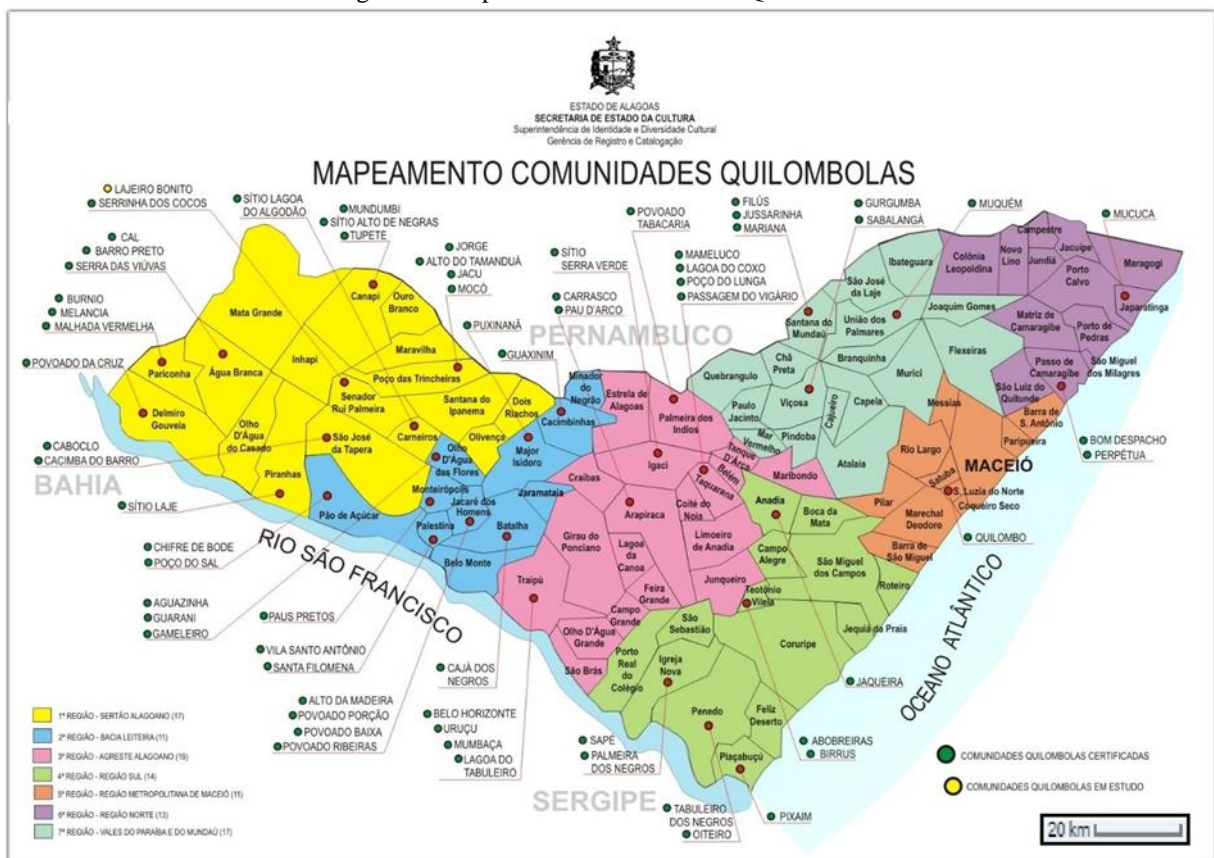 ESTADO DE ALAGOAS
SECRETARIA DE ESTADO DA CULTURA
Superintendência de Identidade e Diversidade Cultural
Gerência de Registro e Catalogação
MAPEAMENTO COMUNIDADES QUILOMBOLAS
LAJEIRO BONITO
SERRINHA DOS COCOS
CAL
BARRO PRETO
SERRA DAS VIÚVAS
BURNIO
MELANCIA
MALHADA VERMELHA
POVOADO DA CRUZ
SÍTIO LAGOA
DO ALGODÃO
MUNDUMBI
SÍTIO ALTO DE NEGRAS
TUPETE
JORGE
ALTO DO TAMANDUÁ
JACU
MOCÓ
PUXINANÃ
GUAXINIM
SÍTIO
SERRA VERDE
CARRASCO
PAU D'ARCO
POVOADO
TABACARIA
MAMELUCO
LAGOA DO COXO
POÇO DO LUNGA
PASSAGEM DO VIGÁRIO
FILÚS
JUSSARINHA
MARIANA
GURGUMBA
SABALANGÁ
MUQUÉM
MUCUCA
PERNAMBUCO
Mata Grande
Canapi
Ouro
Branco
Pariconha
Água Branca
Inhapi
Maravilha
Poço das Trincheiras
Senador
Rui Palmeira
Santana do
Ipanema
Dois
Riachos
Delmiro
Gouveia
Olho
D'Água
do Casado
São José
da Tapera
Carneiros
Olivença
Piranhas
Olho
D'Água
das Flores
Minador
do
Negrão
Cacimbinhas
Major
Isidoro
Monteirópolis
Jacaré dos
Homens
Jaramataia
Pão de Açúcar
Palestina
Batalha
Belo Monte
Estrela de
Alagoas
Palmeira dos
Indios
Igaci
Craibas
Arapiraca
Coité do
Noia
Tanque
D'Arca
Belém
Taquarana
Maribondo
Girau do
Ponciano
Lagoa
da
Canoa
Limoeiro
de Anadia
Feira
Grande
Junqueiro
Traipú
Campo
Grande
Olho D'Água
Grande
São Brás
Ibateguara
São José
da Laje
Santana do
Mundaú
União dos
Palmares
Joaquim Gomes
Chã
Preta
Branquinha
Flexeiras
Quebrangulo
Viçosa
Murici
Paulo
Jacinto
Cajueiro
Capela
Mar
Vermelho
Pindoba
Atalaia
Colônia
Leopoldina
Novo
Lino
Campestre
Jundiá
Jacuipe
Porto
Calvo
Maragogi
Japaratinga
Matriz de
Camaragibe
Porto de
Pedras
Passo de
Camaragibe
São Miguel
dos Milagres
São Luiz do
Quitunde
Messias
Barra de
S. Antônio
Paripueira
Rio Largo
MACEIÓ
Satuba
S. Luzia do Norte
Coqueiro Seco
Pilar
Marechal
Deodoro
Barra de
São Miguel
Anadia
Boca da
Mata
Campo
Alegre
São Miguel
dos Campos
Roteiro
Teotônio
Vilela
Jequiá da Praia
Coruripe
São
Sebastião
Porto
Real
do
Colégio
Igreja
Nova
Penedo
Feliz
Deserto
Piaçabuçú
BOM DESPACHO
PERPÉTUA
QUILOMBO
CABOCLO
CACIMBA DO BARRO
BAHIA
SÍTIO LAJE
CHIFRE DE BODE
POÇO DO SAL
RIO SÃO FRANCISCO
AGUAZINHA
GUARANI
GAMELEIRO
PAUS PRETOS
VILA SANTO ANTÔNIO
SANTA FILOMENA
CAJÁ DOS
NEGROS
ALTO DA MADEIRA
POVOADO PORÇÃO
POVOADO BAIXA
POVOADO RIBEIRAS
BELO HORIZONTE
URUÇU
MUMBAÇA
LAGOA DO
TABULEIRO
SAPÉ
PALMEIRA
DOS NEGROS
SERGIPE
TABULEIRO
DOS NEGROS
OITEIRO
PIXAIM
ABOBREIRAS
BIRRUS
JAQUEIRA
OCEANO ATLÂNTICO
1ª REGIÃO - SERTÃO ALAGOANO (17)
2ª REGIÃO - BACIA LEITEIRA (11)
3ª REGIÃO - AGRESTE ALAGOANO (19)
4ª REGIÃO - REGIÃO SUL (14)
5ª REGIÃO - REGIÃO METROPOLITANA DE MACEIÓ (11)
6ª REGIÃO - REGIÃO NORTE (13)
7ª REGIÃO - VALES DO PARAÍBA E DO MUNDAÚ (17)
COMUNIDADES QUILOMBOLAS CERTIFICADAS
COMUNIDADES QUILOMBOLAS EM ESTUDO
20 km